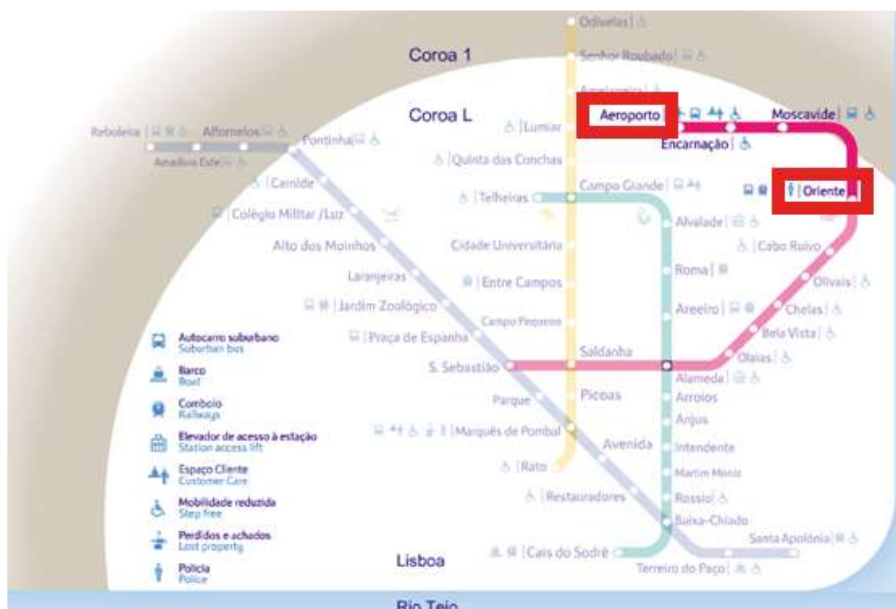 Odivelas
Coroa 1
Senhor Roubado
Ameixoeira
Coroa L
Aeroporto
Moscavide
Lumiar
Encarnação
Reboleira
Alfornelos
Pontinha
Amadora Este
Quinta das Conchas
Carnide
Telheiras
Campo Grande
Oriente
Colégio Militar /Luz
Alvalade
Alto dos Moinhos
Cidade Universitária
Cabo Ruivo
Laranjeiras
Entre Campos
Roma
Olivais
Jardim Zoológico
Areeiro
Chelas
Campo Pequeno
Praça de Espanha
Bela Vista
Saldanha
Olaias
S. Sebastião
Alameda
Parque
Picoas
Arroios
Anjos
Marquês de Pombal
Avenida
Intendente
Rato
Martim Moniz
Restauradores
Rossio
Baixa-Chiado
Santa Apolónia
Cais do Sodré
Terreiro do Paço
Autocarro suburbano
Suburban bus
Barco
Boat
Comboio
Railways
Elevador de acesso à estação
Station access lift
Espaço Cliente
Customer Care
Mobilidade reduzida
Step free
Perdidos e achados
Lost property
Polícia
Police
Lisboa
Rio Tejo